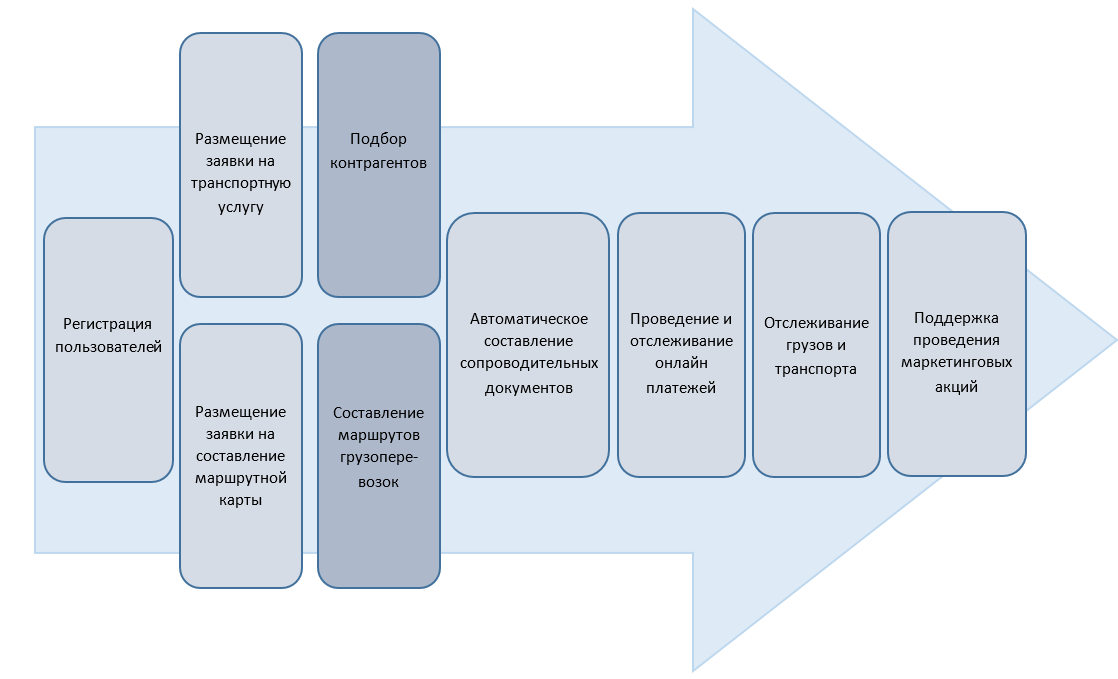 Регистрация
пользователей
Размещение
заявки на
транспортную
услугу
Размещение
заявки на
составление
маршрутной
карты
Подбор
контрагентов
Составление
маршрутов
грузопере-
возок
Автоматическое
составление
сопроводительных
документов
Проведение и
отслеживание
онлайн
платежей
Отслеживание
грузов и
транспорта
Поддержка
проведения
маркетинговых
акций